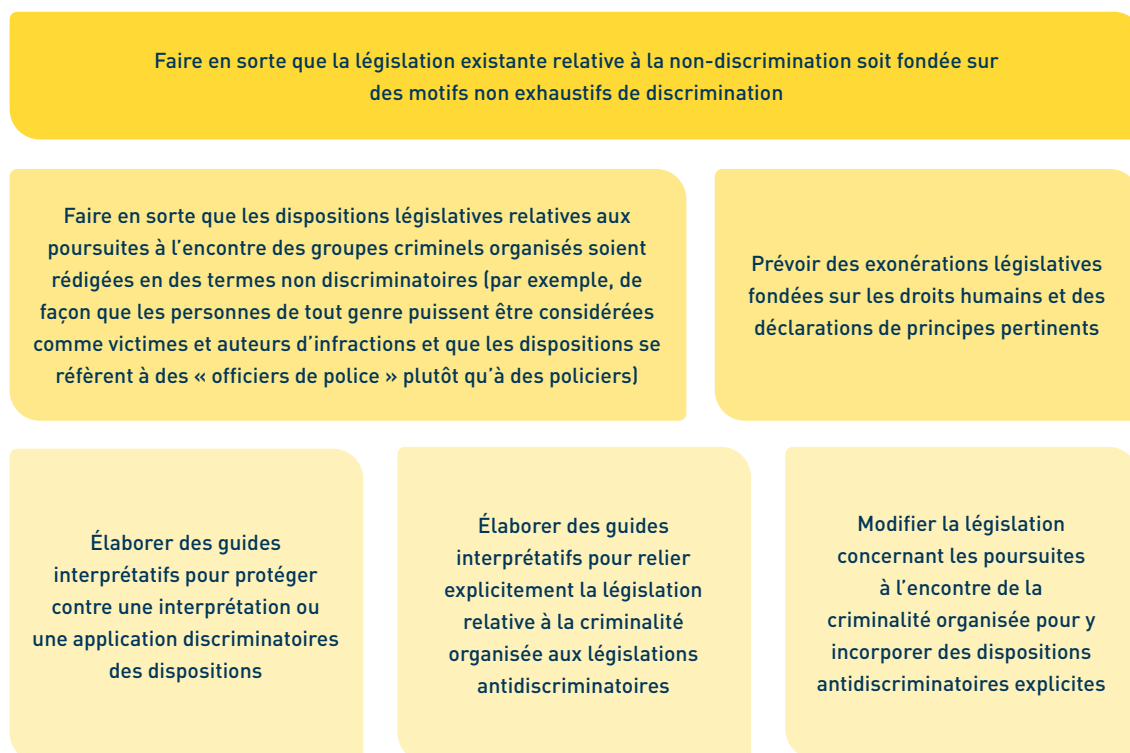 Faire en sorte que la législation existante relative à la non-discrimination soit fondée sur
des motifs non exhaustifs de discrimination
Faire en sorte que les dispositions législatives relatives aux
poursuites à l’encontre des groupes criminels organisés soient
rédigées en des termes non discriminatoires (par exemple, de
façon que les personnes de tout genre puissent être considérées
comme victimes et auteurs d’infractions et que les dispositions se
réfèrent à des « officiers de police » plutôt qu’à des policiers)
Prévoir des exonérations législatives
fondées sur les droits humains et des
déclarations de principes pertinents
Élaborer des guides
interprétatifs pour protéger
contre une interprétation ou
une application discriminatoires
des dispositions
Élaborer des guides
interprétatifs pour relier
explicitement la législation
relative à la criminalité
organisée aux législations
antidiscriminatoires
Modifier la législation
concernant les poursuites
à l’encontre de la
criminalité organisée pour y
incorporer des dispositions
antidiscriminatoires explicites